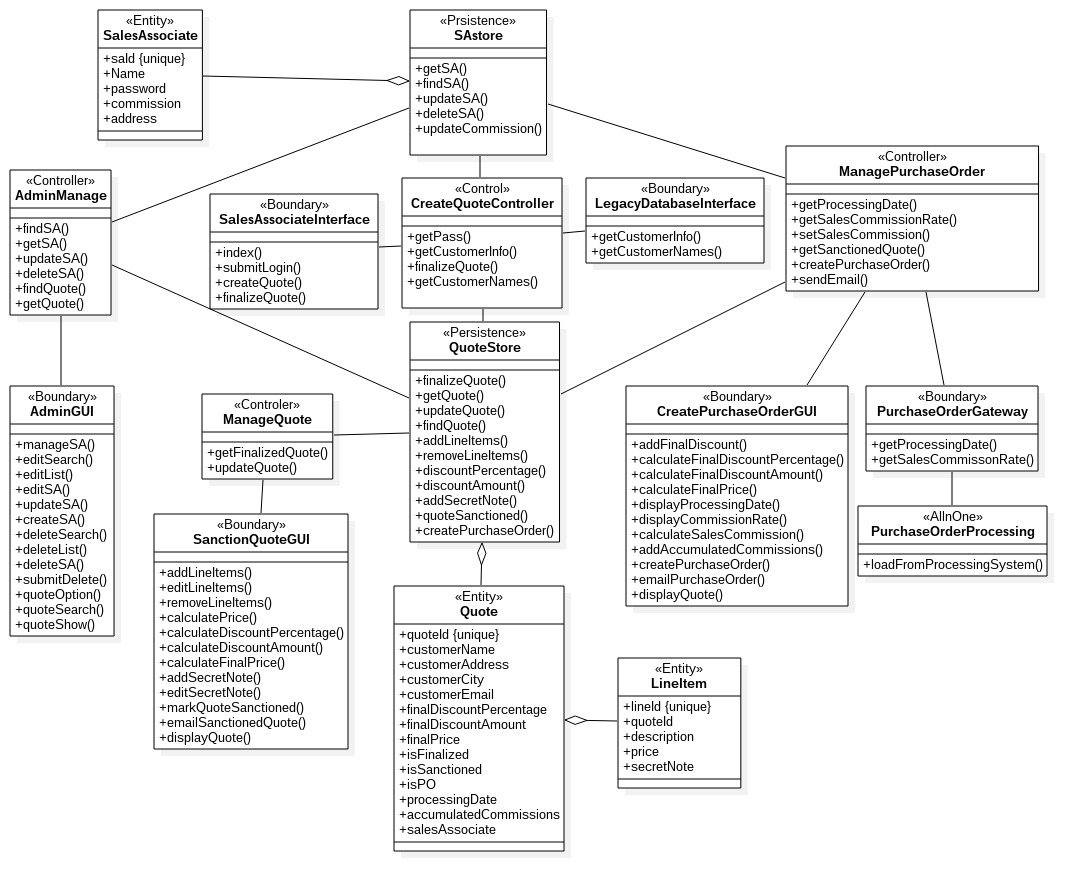 «Entity»
SalesAssociate
+saId {unique}
+Name
+password
+commission
+address
«Prsistence»
SAstore
+getSA()
+findSA()
+updateSA()
+deleteSA()
+updateCommission()
«Controller»
AdminManage
+findSA()
+getSA()
+updateSA()
+deleteSA()
+findQuote()
+getQuote()
«Boundary»
SalesAssociateInterface
+index()
+submitLogin()
+createQuote()
+finalizeQuote()
«Control»
CreateQuoteController
+getPass()
+getCustomerInfo()
+finalizeQuote()
+getCustomerNames()
«Boundary»
LegacyDatabaseInterface
+getCustomerInfo()
+getCustomerNames()
«Controller»
ManagePurchaseOrder
+getProcessingDate()
+getSalesCommissionRate()
+setSalesCommission()
+getSanctionedQuote()
+createPurchaseOrder()
+sendEmail()
«Boundary»
AdminGUI
+manageSA()
+editSearch()
+editList()
+editSA()
+updateSA()
+createSA()
+deleteSearch()
+deleteList()
+deleteSA()
+submitDelete()
+quoteOption()
+quoteSearch()
+quoteShow()
«Controler»
ManageQuote
+getFinalizedQuote()
+updateQuote()
«Persistence»
QuoteStore
+finalizeQuote()
+getQuote()
+updateQuote()
+findQuote()
+addLineItems()
+removeLineItems()
+discountPercentage()
+discountAmount()
+addSecretNote()
+quoteSanctioned()
+createPurchaseOrder()
«Boundary»
CreatePurchaseOrderGUI
+addFinalDiscount()
+calculateFinalDiscountPercentage()
+calculateFinalDiscountAmount()
+calculateFinalPrice()
+displayProcessingDate()
+displayCommissionRate()
+calculateSalesCommission()
+addAccumulatedCommissions()
+createPurchaseOrder()
+emailPurchaseOrder()
+displayQuote()
«Boundary»
PurchaseOrderGateway
+getProcessingDate()
+getSalesCommissonRate()
«AllnOne»
PurchaseOrderProcessing
+loadFromProcessingSystem()
«Boundary»
SanctionQuoteGUI
+addLineItems()
+editLineItems()
+removeLineItems()
+calculatePrice()
+calculateDiscountPercentage()
+calculateDiscountAmount()
+calculateFinalPrice()
+addSecretNote()
+editSecretNote()
+markQuoteSanctioned()
+emailSanctionedQuote()
+displayQuote()
«Entity»
Quote
+quoteId {unique}
+customerName
+customerAddress
+customerCity
+customerEmail
+finalDiscountPercentage
+finalDiscountAmount
+finalPrice
+isFinalized
+isSanctioned
+isPO
+processingDate
+accumulatedCommissions
+salesAssociate
«Entity»
LineItem
+lineId {unique}
+quoteId
+description
+price
+secretNote